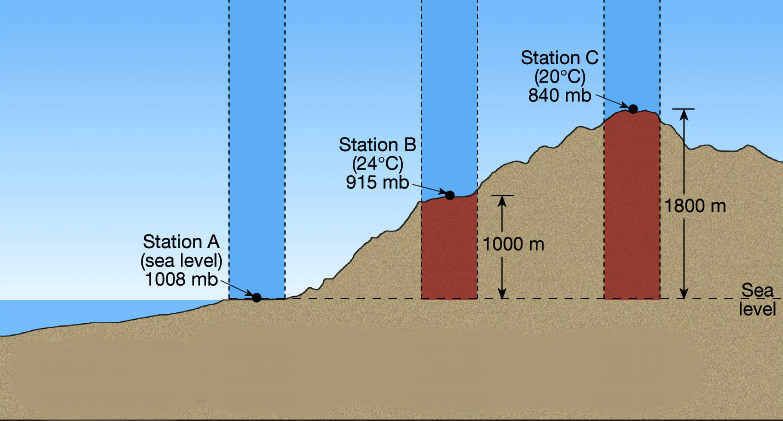 Station C
(20°C)
840 mb
Station B
(24°C)
915 mb
1800 m
Station A
(sea level)
1008 mb
1000 m
Sea
level